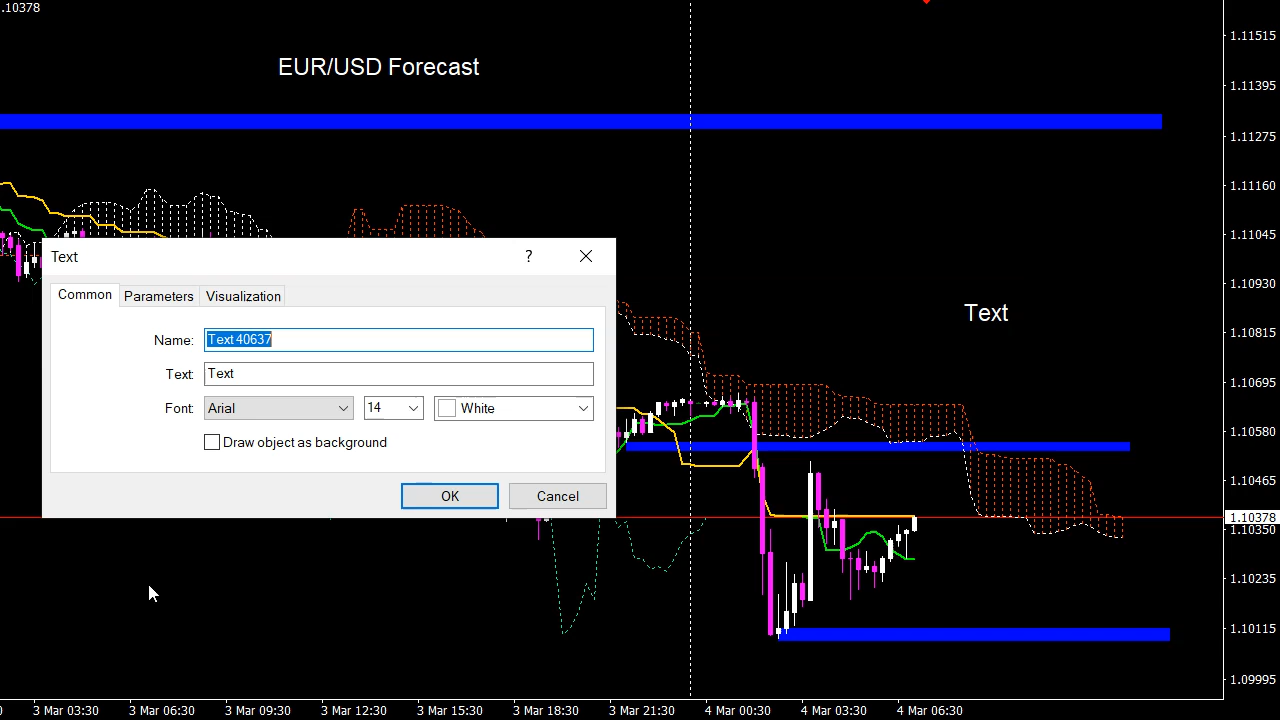 .10378
1.11515
EUR/USD Forecast
1.11395
1.11275
1.11160
1.11045
Text
?
1.10930
Common
Parameters
Visualization
Text
1.10815
Name: Text 40637
Text: Text
1.10695
Font: Arial 14 White
1.10580
Draw object as background
1.10465
OK
Cancel
1.10378
1.10350
1.10235
1.10115
1.09995
0
3 Mar 03:30
3 Mar 06:30
3 Mar 09:30
3 Mar 12:30
3 Mar 15:30
3 Mar 18:30
3 Mar 21:30
4 Mar 00:30
4 Mar 03:30
4 Mar 06:30